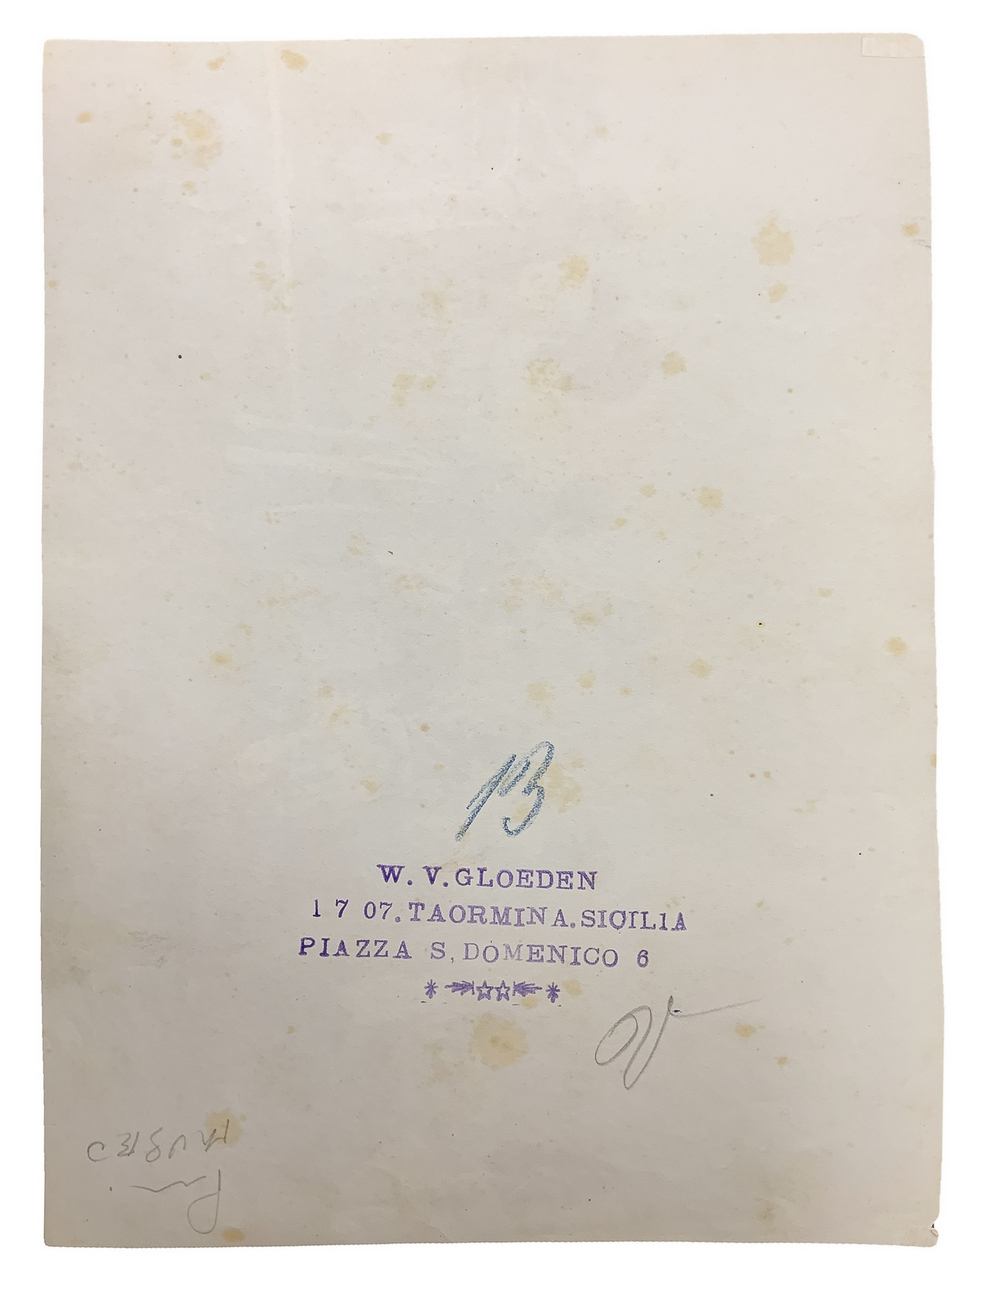 13
W. V. GLOEDEN
1 7 07. TAORMINA. SICILIA
PIAZZA S. DOMENICO 6